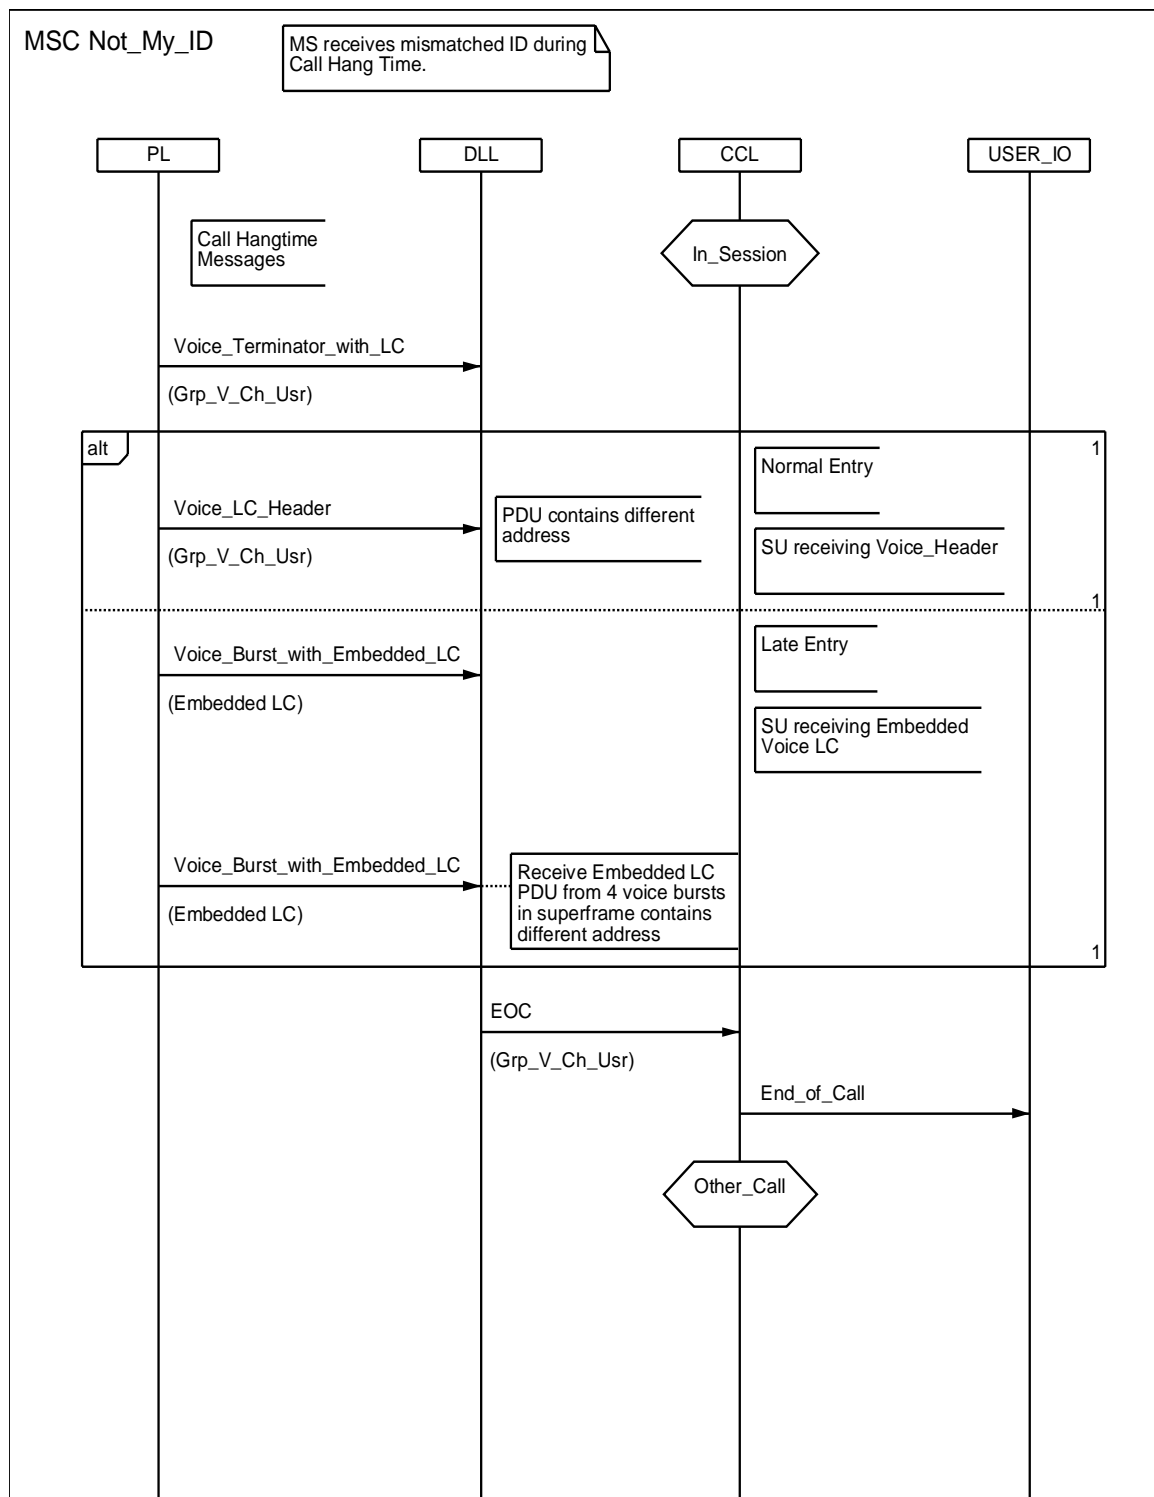 MSC Not_My_ID
MS receives mismatched ID during
Call Hang Time.
PL
DLL
CCL
USER_IO
Call Hangtime
Messages
In_Session
Voice_Terminator_with_LC
(Grp_V_Ch_Usr)
alt
1
Normal Entry
Voice_LC_Header
(Grp_V_Ch_Usr)
PDU contains different
address
SU receiving Voice_Header
1
Voice_Burst_with_Embedded_LC
(Embedded LC)
Late Entry
SU receiving Embedded
Voice LC
Voice_Burst_with_Embedded_LC
(Embedded LC)
Receive Embedded LC
PDU from 4 voice bursts
in superframe contains
different address
1
EOC
(Grp_V_Ch_Usr)
End_of_Call
Other_Call